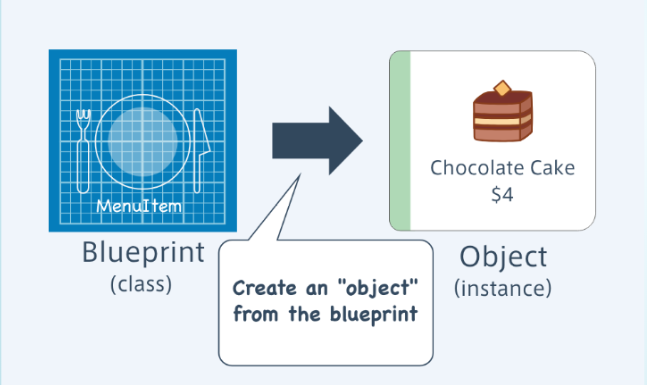 MenuItem
Blueprint
(class)
Create an "object"
from the blueprint
Chocolate Cake
$4
Object
(instance)